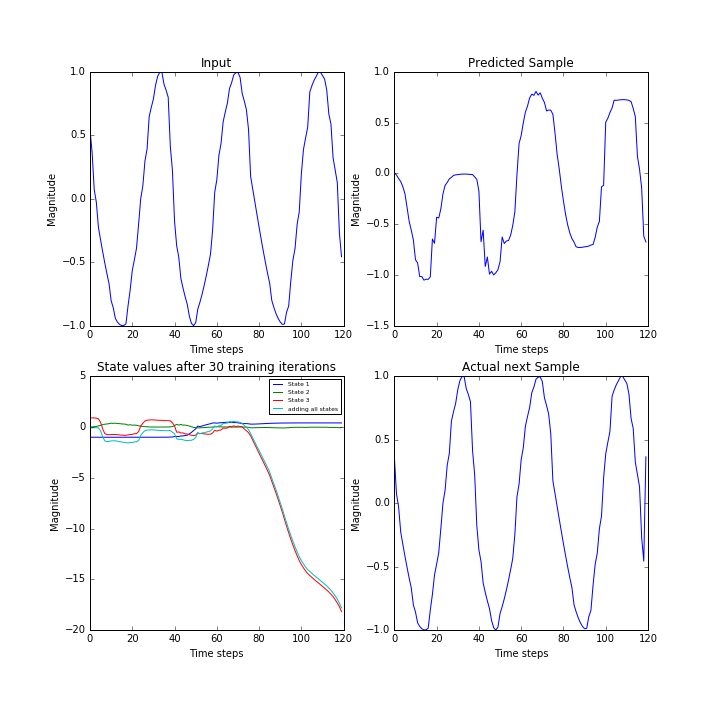 Input
1.0
0.5
0.0
−0.5
−1.0
Magnitude
0 20 40 60 80 100 120
Time steps
Predicted Sample
1.0
0.5
0.0
−0.5
−1.0
−1.5
Magnitude
0 20 40 60 80 100 120
Time steps
State values after 30 training iterations
5
0
−5
−10
−15
−20
Magnitude
State 1
State 2
State 3
adding all states
0 20 40 60 80 100 120
Time steps
Actual next Sample
1.0
0.5
0.0
−0.5
−1.0
Magnitude
0 20 40 60 80 100 120
Time steps